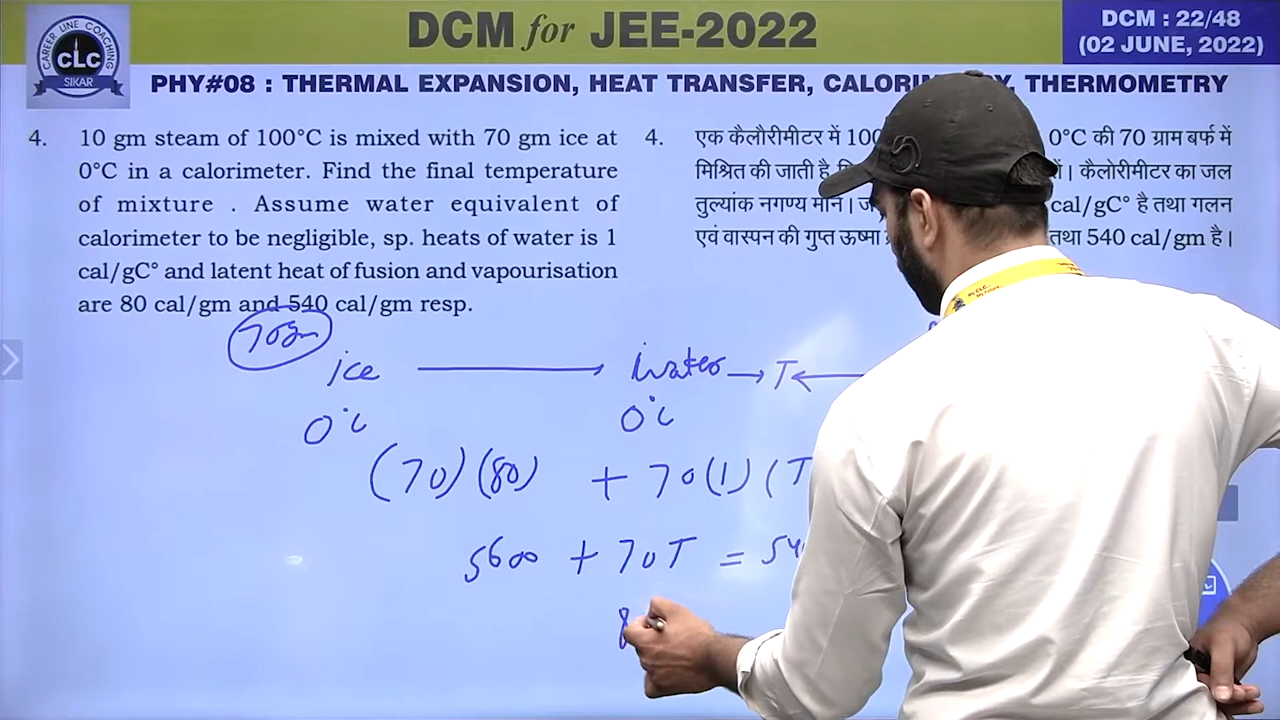 DCM for JEE-2022
DCM : 22/48
(02 JUNE, 2022)
CAREER LINE COACHING
CLC
SIKAR
PHY#08 : THERMAL EXPANSION, HEAT TRANSFER, CALORIM Y, THERMOMETRY
4. 10 gm steam of 100°C is mixed with 70 gm ice at
0°C in a calorimeter. Find the final temperature
of mixture . Assume water equivalent of
calorimeter to be negligible, sp. heats of water is 1
cal/gC° and latent heat of fusion and vapourisation
are 80 cal/gm and 540 cal/gm resp.
4. एक कैलौरीमीटर में 100 0°C की 70 ग्राम बर्फ में
मिश्रित की जाती है, रों। कैलोरीमीटर का जल
तुल्यांक नगण्य मानें। cal/gC° है तथा गलन
एवं वाष्पन की गुप्त ऊष्मा तथा 540 cal/gm है।
70gm
ice → water → T ←
0°C 0°C
(70)(80) + 70(1)(T
5600 + 70T = 54
8